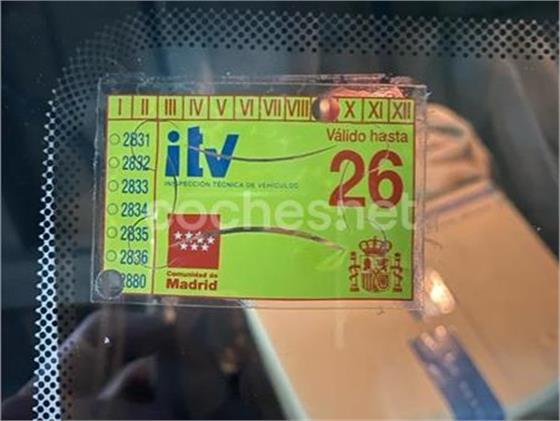 I II III IV V VI VII VIII X XI XII
2831
2832
2833
2834
2835
2836
2880
itv
INSPECCIÓN TÉCNICA DE VEHÍCULOS
Válido hasta
26
coches.net
Comunidad de
Madrid